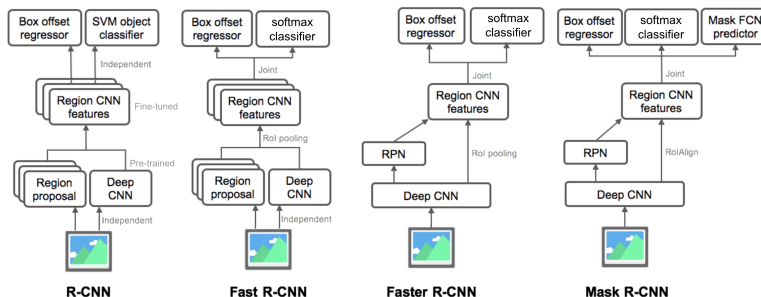 Box offset
regressor
SVM object
classifier
Independent
Region CNN
features
Fine-tuned
Pre-trained
Region
proposal
Deep
CNN
Independent
R-CNN
Box offset
regressor
softmax
classifier
Joint
Region CNN
features
RoI pooling
Region
proposal
Deep
CNN
Independent
Fast R-CNN
Box offset
regressor
softmax
classifier
Joint
Region CNN
features
RPN
RoI pooling
Deep CNN
Faster R-CNN
Box offset
regressor
softmax
classifier
Mask FCN
predictor
Joint
Region CNN
features
RPN
RoIAlign
Deep CNN
Mask R-CNN